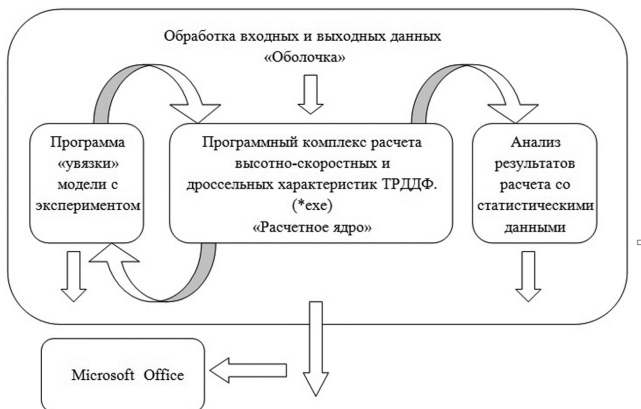 Обработка входных и выходных данных
«Оболочка»
Программа
«увязки»
модели с
экспериментом
Программный комплекс расчета
высотно-скоростных и
дроссельных характеристик ТРДДФ.
(*exe)
«Расчетное ядро»
Анализ
результатов
расчета со
статистическими
данными
Microsoft Office